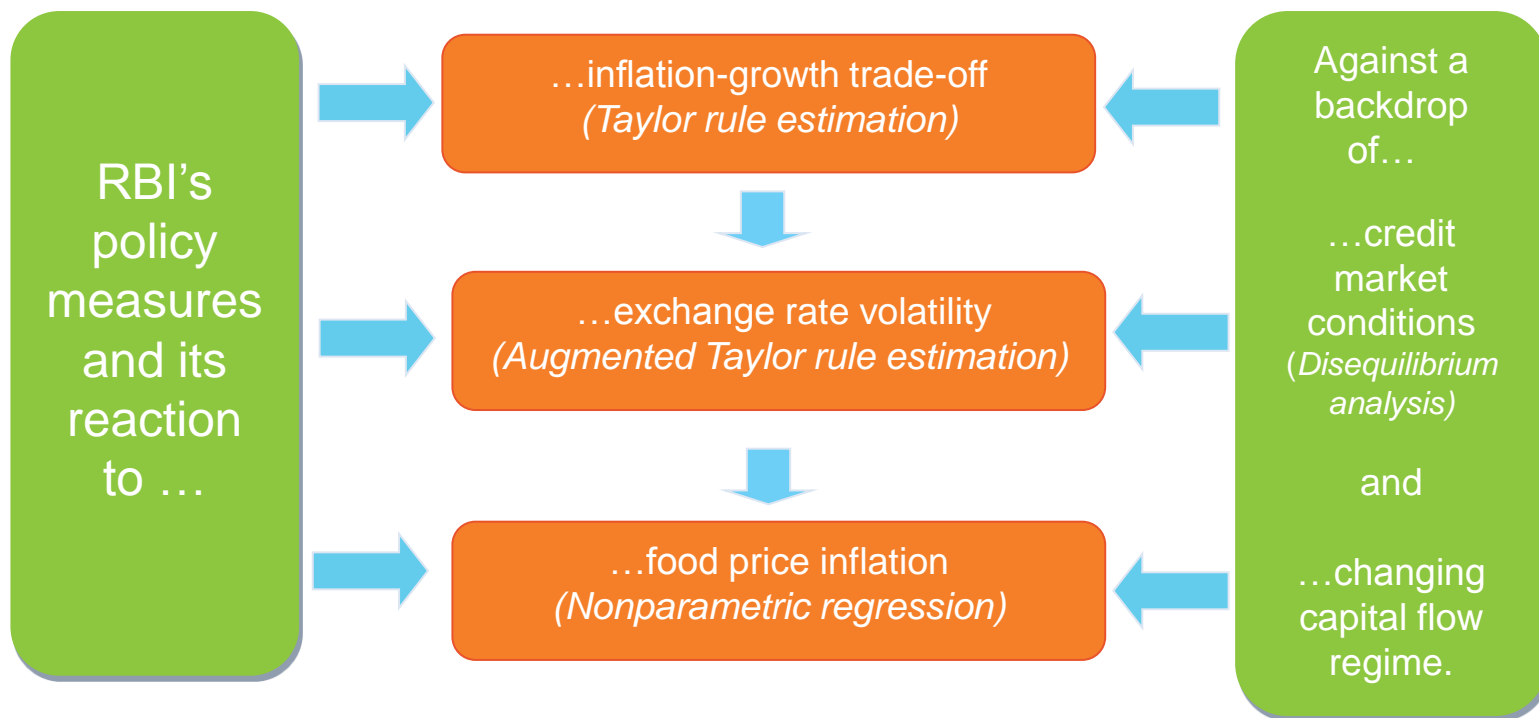 RBI’s
policy
measures
and its
reaction
to …
…inflation-growth trade-off
(Taylor rule estimation)
…exchange rate volatility
(Augmented Taylor rule estimation)
…food price inflation
(Nonparametric regression)
Against a
backdrop
of…
…credit
market
conditions
(Disequilibrium
analysis)
and
…changing
capital flow
regime.